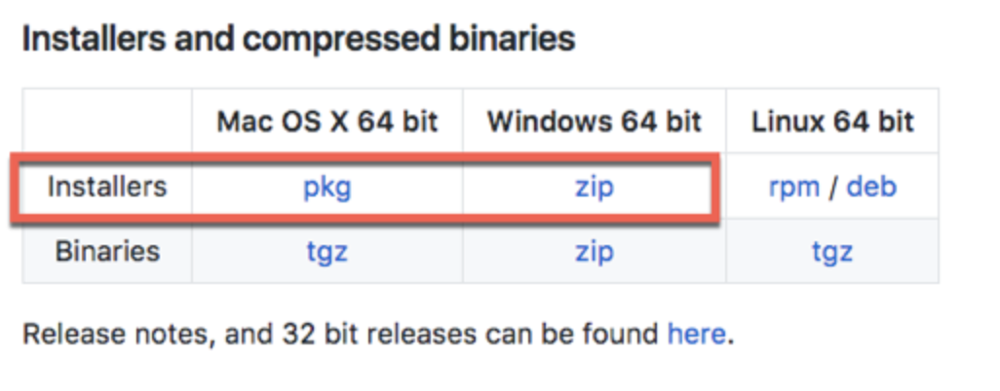 Installers and compressed binaries
Mac OS X 64 bit Windows 64 bit Linux 64 bit
Installers pkg zip rpm / deb
Binaries tgz zip tgz
Release notes, and 32 bit releases can be found here.